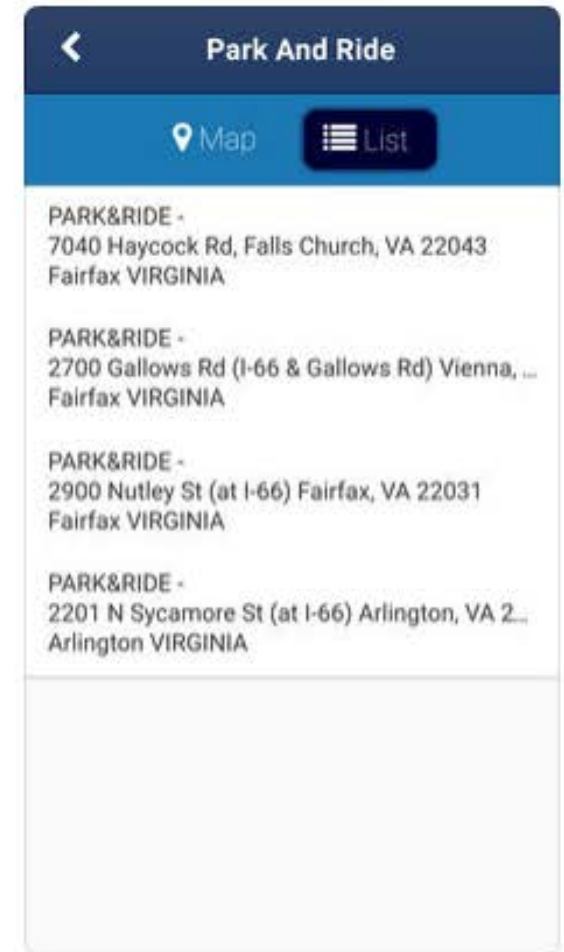 Park And Ride
Map List
PARK&RIDE -
7040 Haycock Rd, Falls Church, VA 22043
Fairfax VIRGINIA
PARK&RIDE -
2700 Gallows Rd (I-66 & Gallows Rd) Vienna, ...
Fairfax VIRGINIA
PARK&RIDE -
2900 Nutley St (at I-66) Fairfax, VA 22031
Fairfax VIRGINIA
PARK&RIDE -
2201 N Sycamore St (at I-66) Arlington, VA 2...
Arlington VIRGINIA